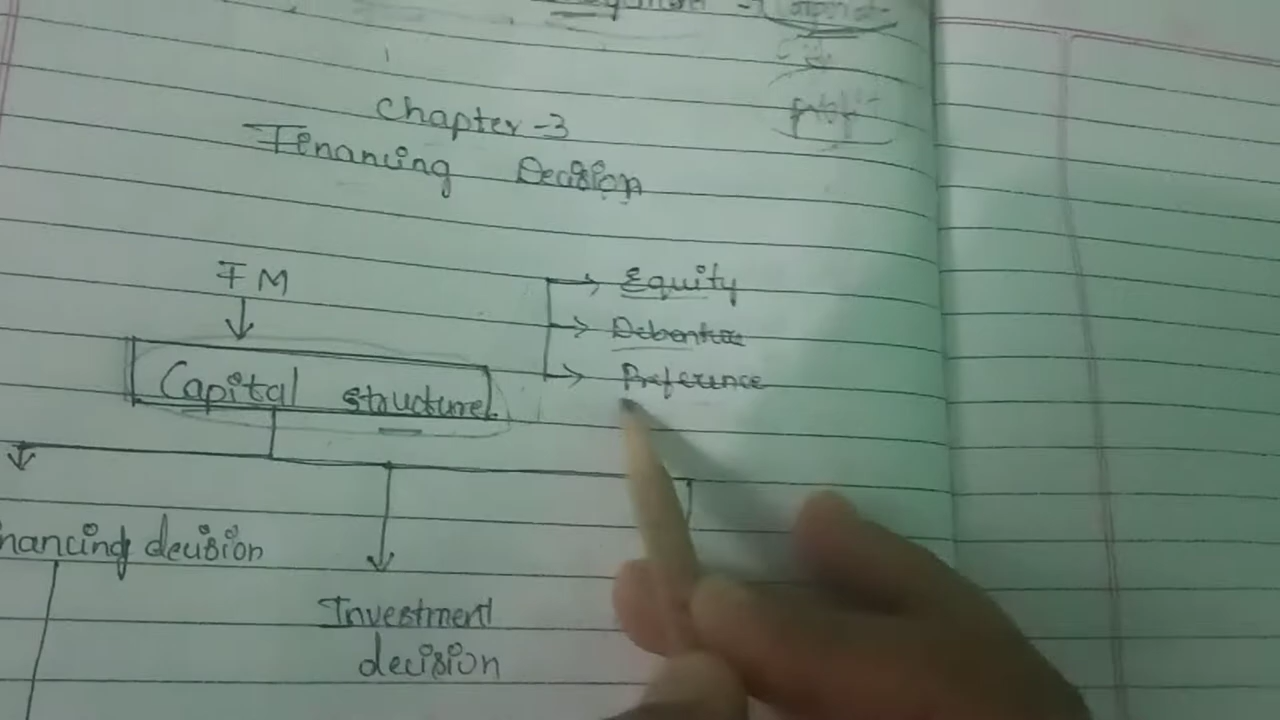 Chapter-3
Financing Decision
FM
Equity
Debenture
Preference
Capital structure
nancing decision
Investment
decision